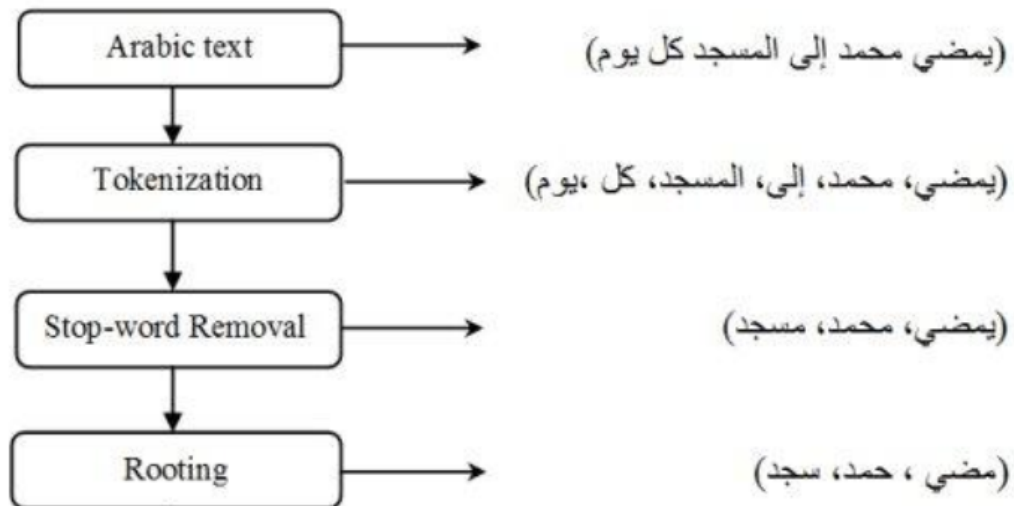 Arabic text
(يمضي محمد إلى المسجد كل يوم)
Tokenization
(يمضي، محمد، إلى، المسجد، كل ،يوم)
Stop-word Removal
(يمضي، محمد، مسجد)
Rooting
(مضي ، حمد، سجد)